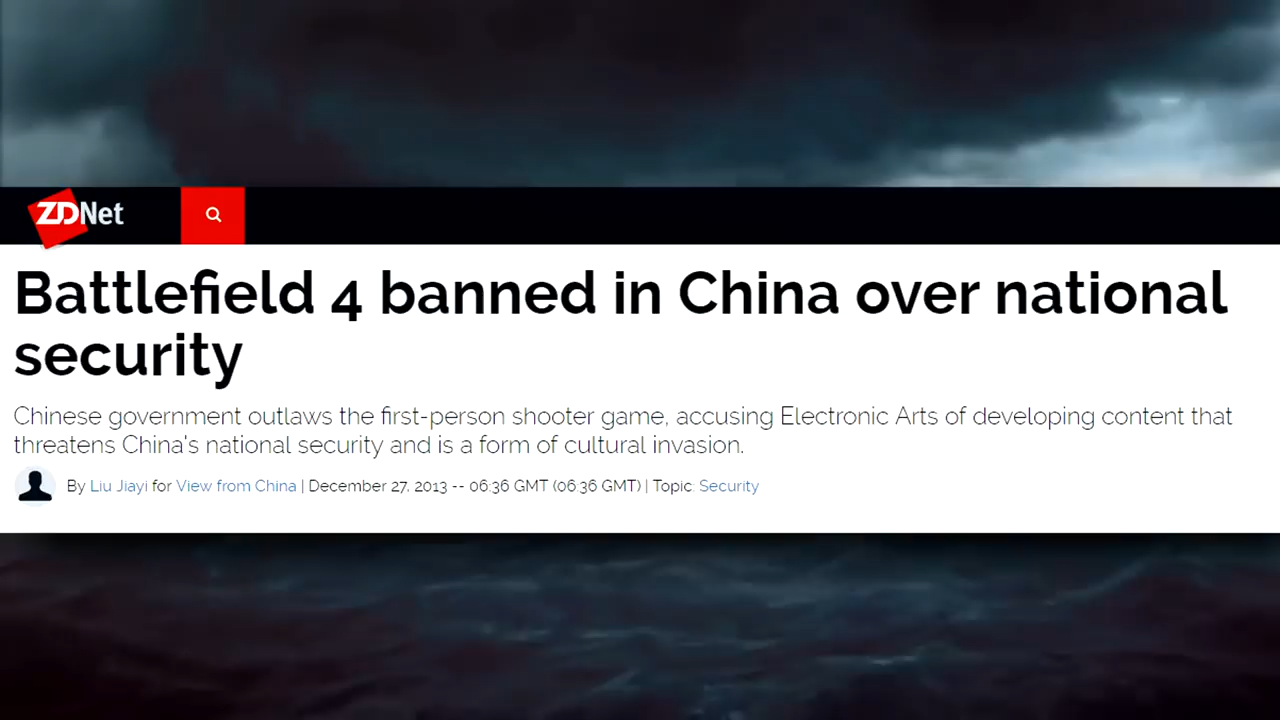 ZDNet
Battlefield 4 banned in China over national
security
Chinese government outlaws the first-person shooter game, accusing Electronic Arts of developing content that
threatens China's national security and is a form of cultural invasion.
By Liu Jiayi for View from China | December 27, 2013 -- 06:36 GMT (06:36 GMT) | Topic: Security